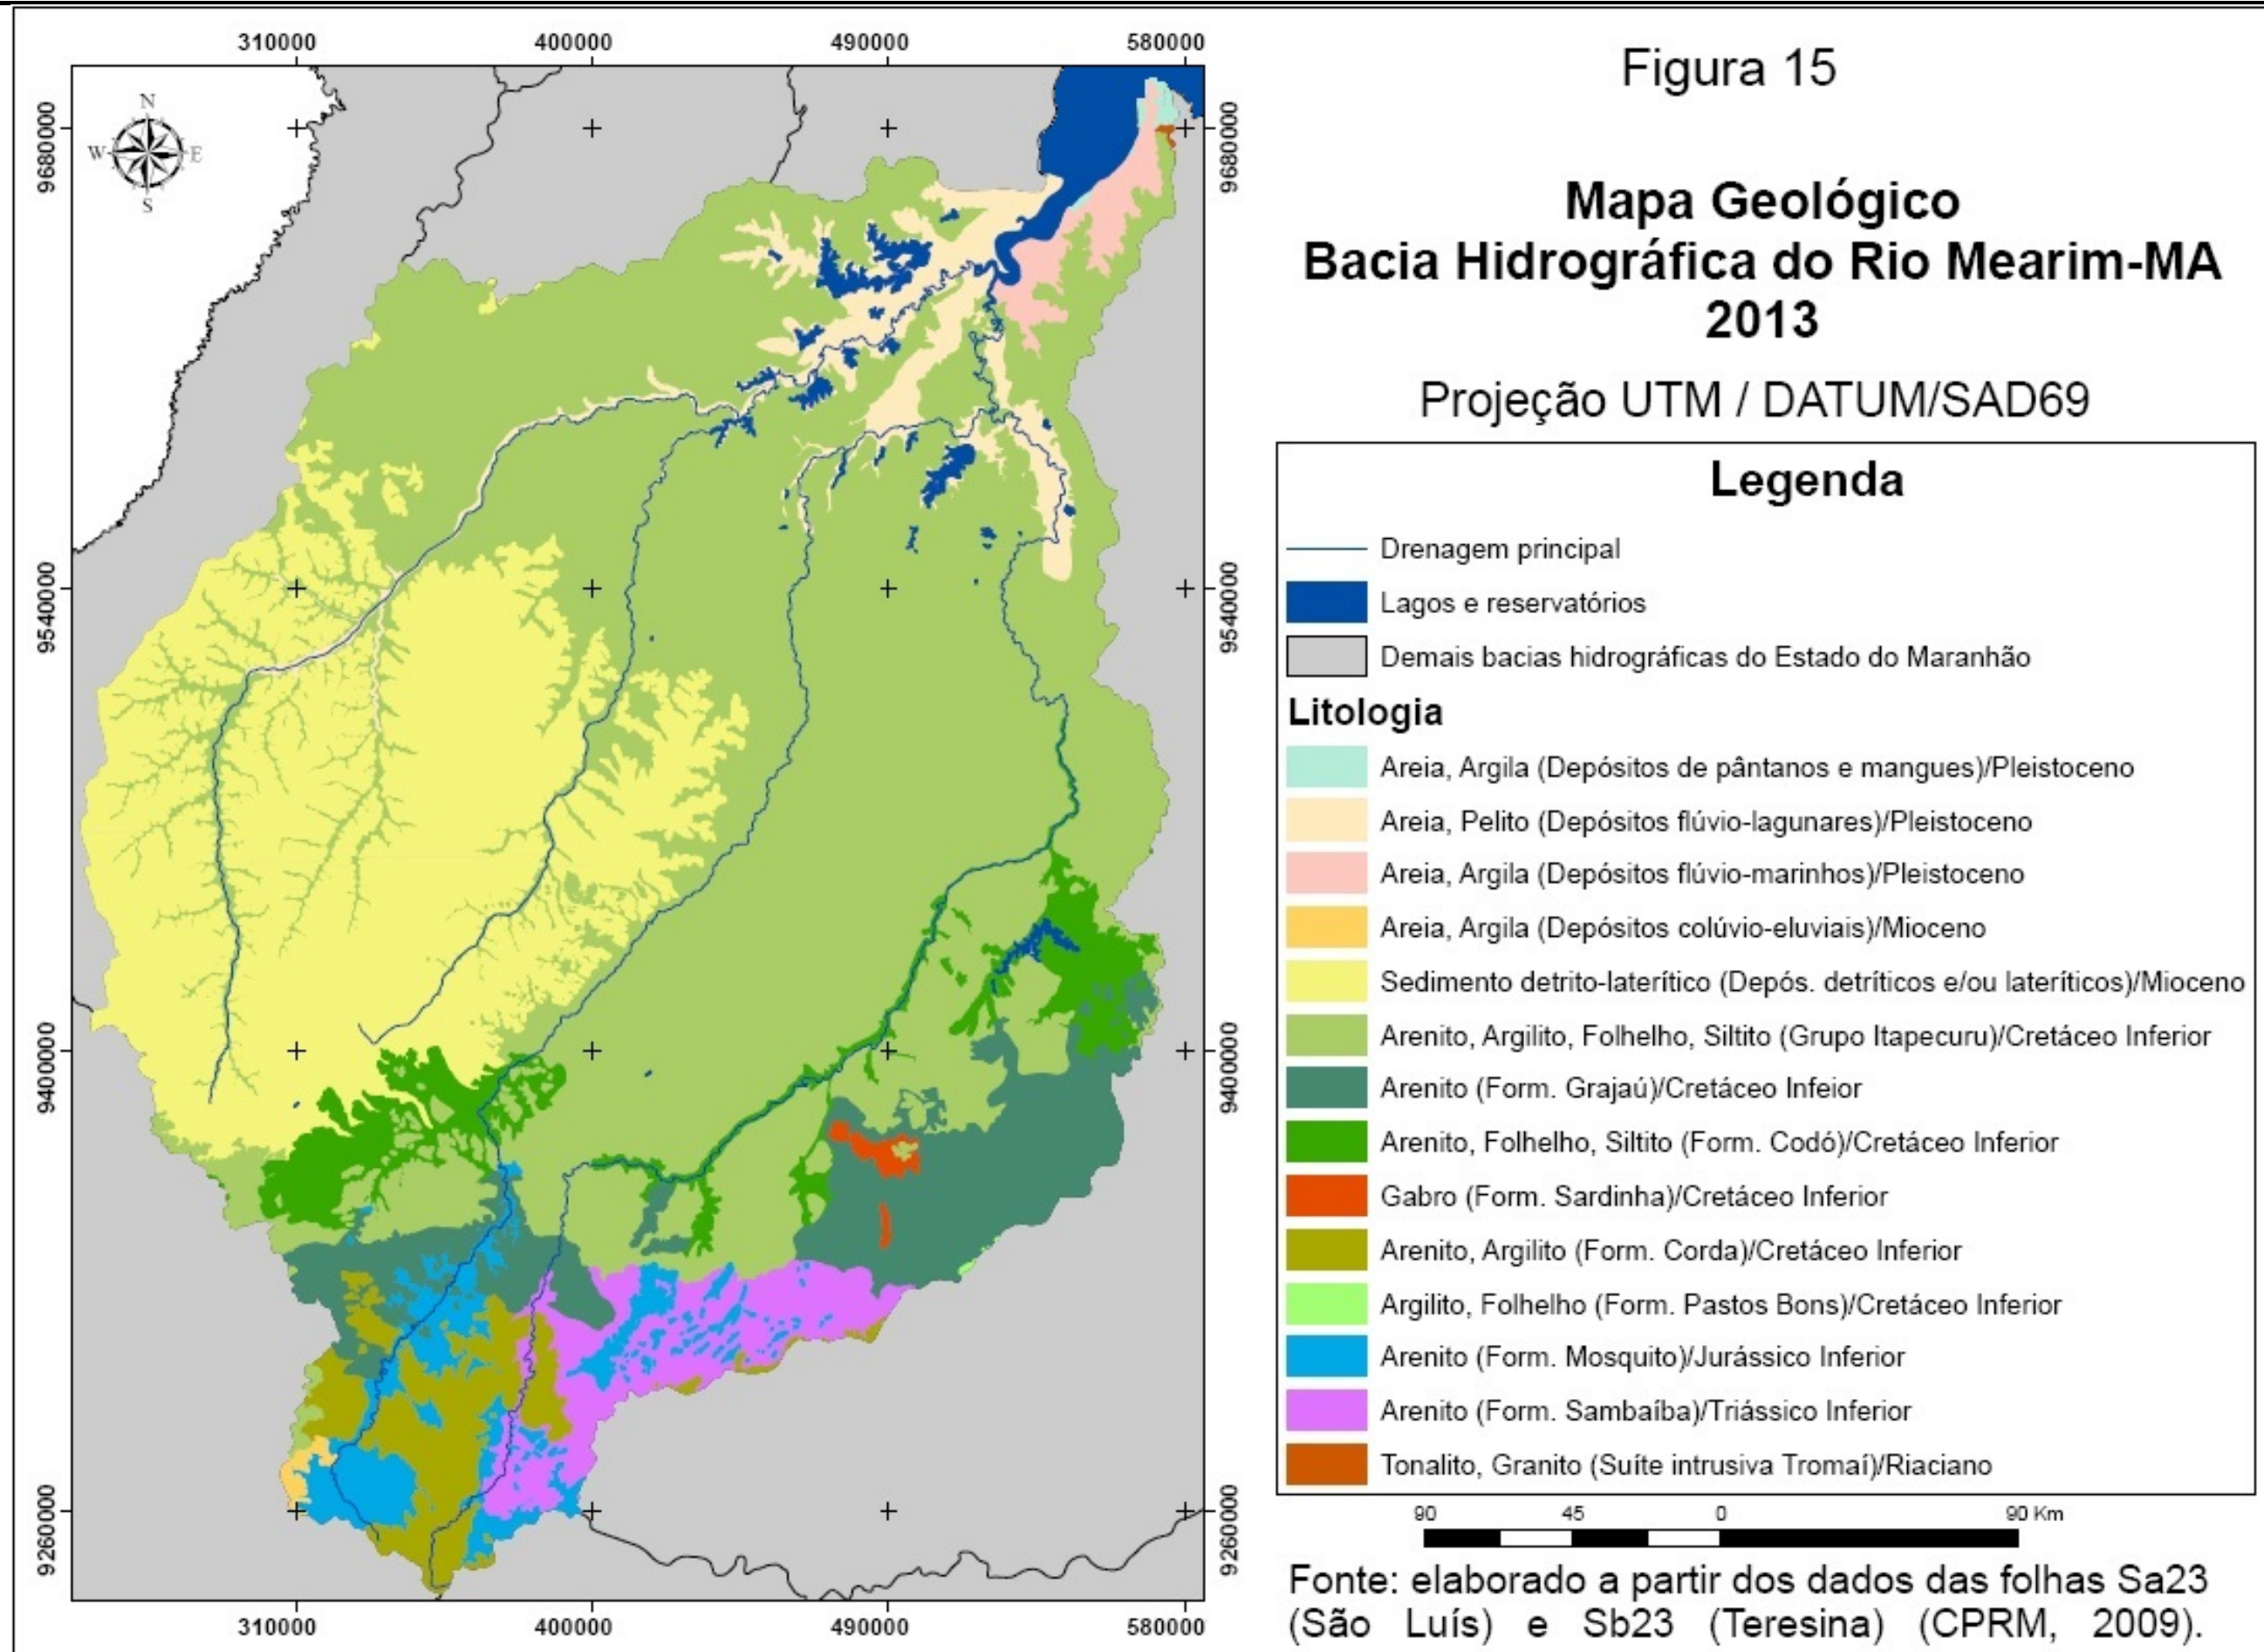 310000 400000 490000 580000
N
W E
S
9680000 9680000
9540000 9540000
9400000 9400000
9260000 9260000
310000 400000 490000 580000
Figura 15
Mapa Geológico
Bacia Hidrográfica do Rio Mearim-MA
2013
Projeção UTM / DATUM/SAD69
Legenda
Drenagem principal
Lagos e reservatórios
Demais bacias hidrográficas do Estado do Maranhão
Litologia
Areia, Argila (Depósitos de pântanos e mangues)/Pleistoceno
Areia, Pelito (Depósitos flúvio-lagunares)/Pleistoceno
Areia, Argila (Depósitos flúvio-marinhos)/Pleistoceno
Areia, Argila (Depósitos colúvio-eluviais)/Mioceno
Sedimento detrito-laterítico (Depós. detríticos e/ou lateríticos)/Mioceno
Arenito, Argilito, Folhelho, Siltito (Grupo Itapecuru)/Cretáceo Inferior
Arenito (Form. Grajaú)/Cretáceo Infeior
Arenito, Folhelho, Siltito (Form. Codó)/Cretáceo Inferior
Gabro (Form. Sardinha)/Cretáceo Inferior
Arenito, Argilito (Form. Corda)/Cretáceo Inferior
Argilito, Folhelho (Form. Pastos Bons)/Cretáceo Inferior
Arenito (Form. Mosquito)/Jurássico Inferior
Arenito (Form. Sambaíba)/Triássico Inferior
Tonalito, Granito (Suíte intrusiva Tromaí)/Riaciano
90 45 0 90 Km
Fonte: elaborado a partir dos dados das folhas Sa23
(São Luís) e Sb23 (Teresina) (CPRM, 2009).